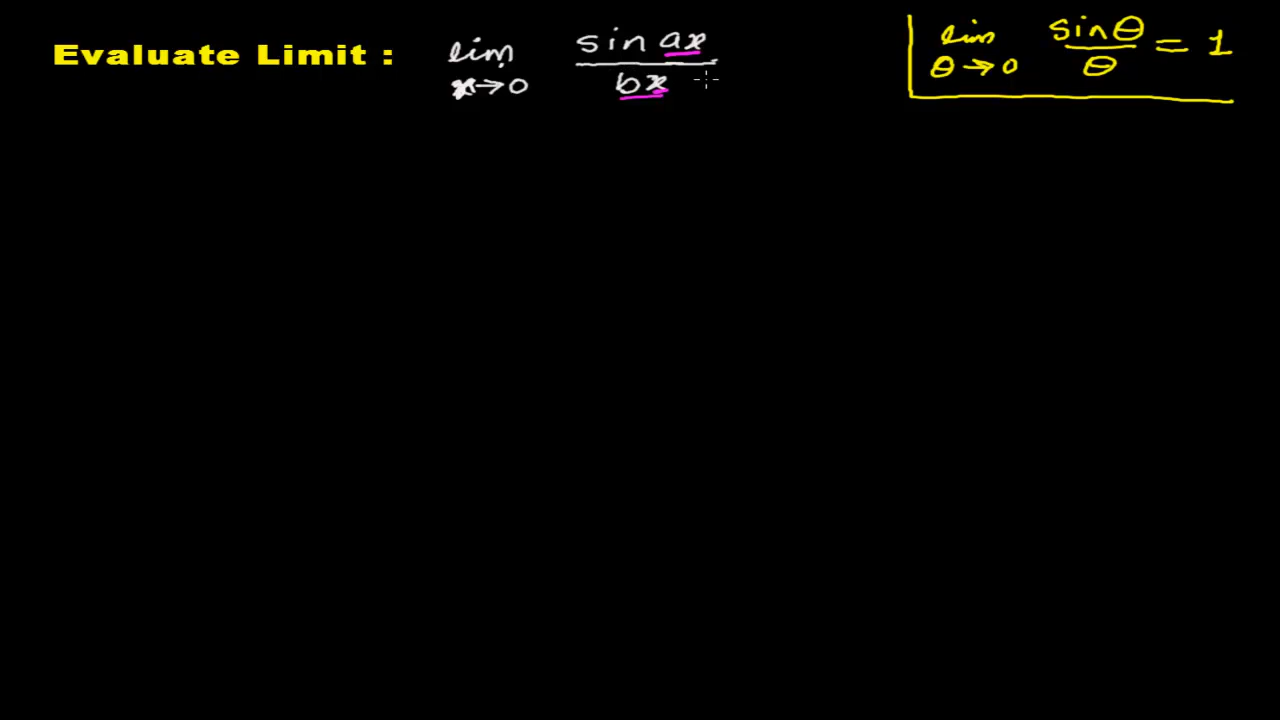 Evaluate Limit : lim x→0 sin ax / bx
lim θ→0 sinθ / θ = 1